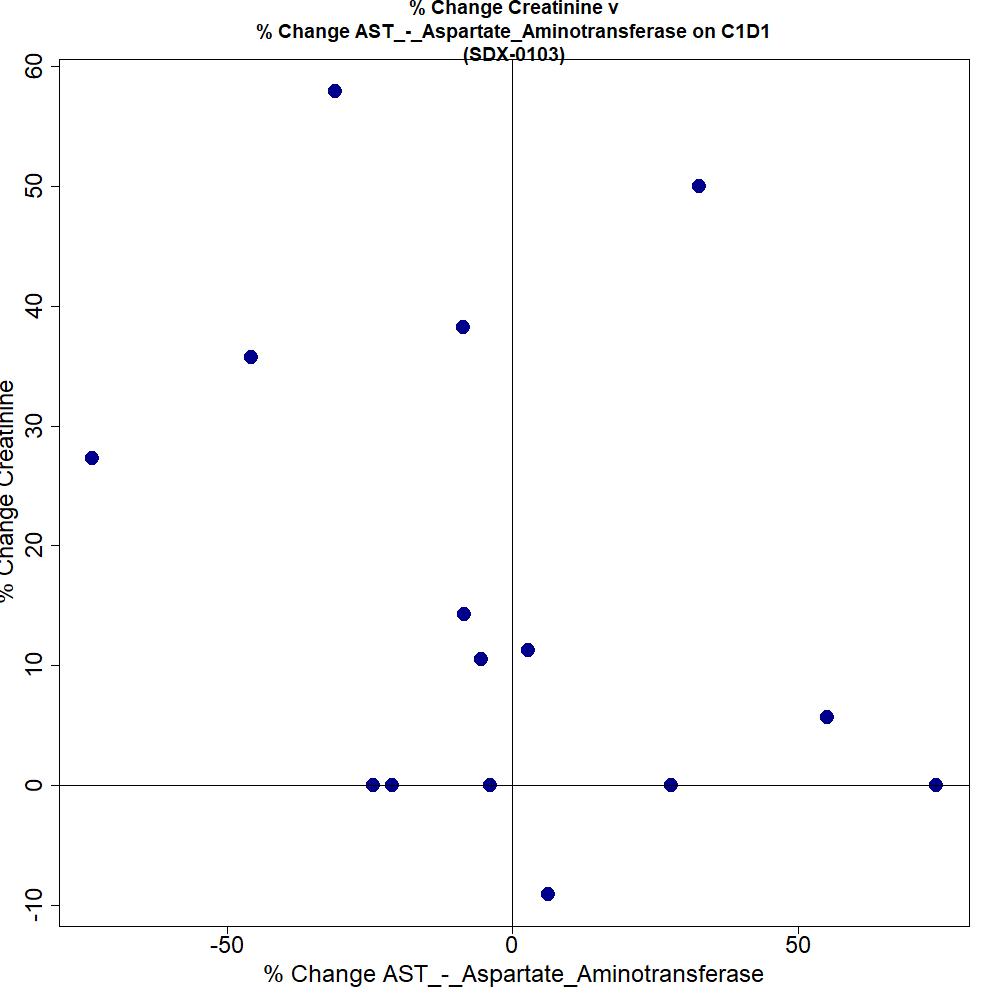 % Change Creatinine v
% Change AST_-_Aspartate_Aminotransferase on C1D1
(SDX-0103)
60
50
40
30
20
10
0
-10
% Change Creatinine
-50
0
50
% Change AST_-_Aspartate_Aminotransferase